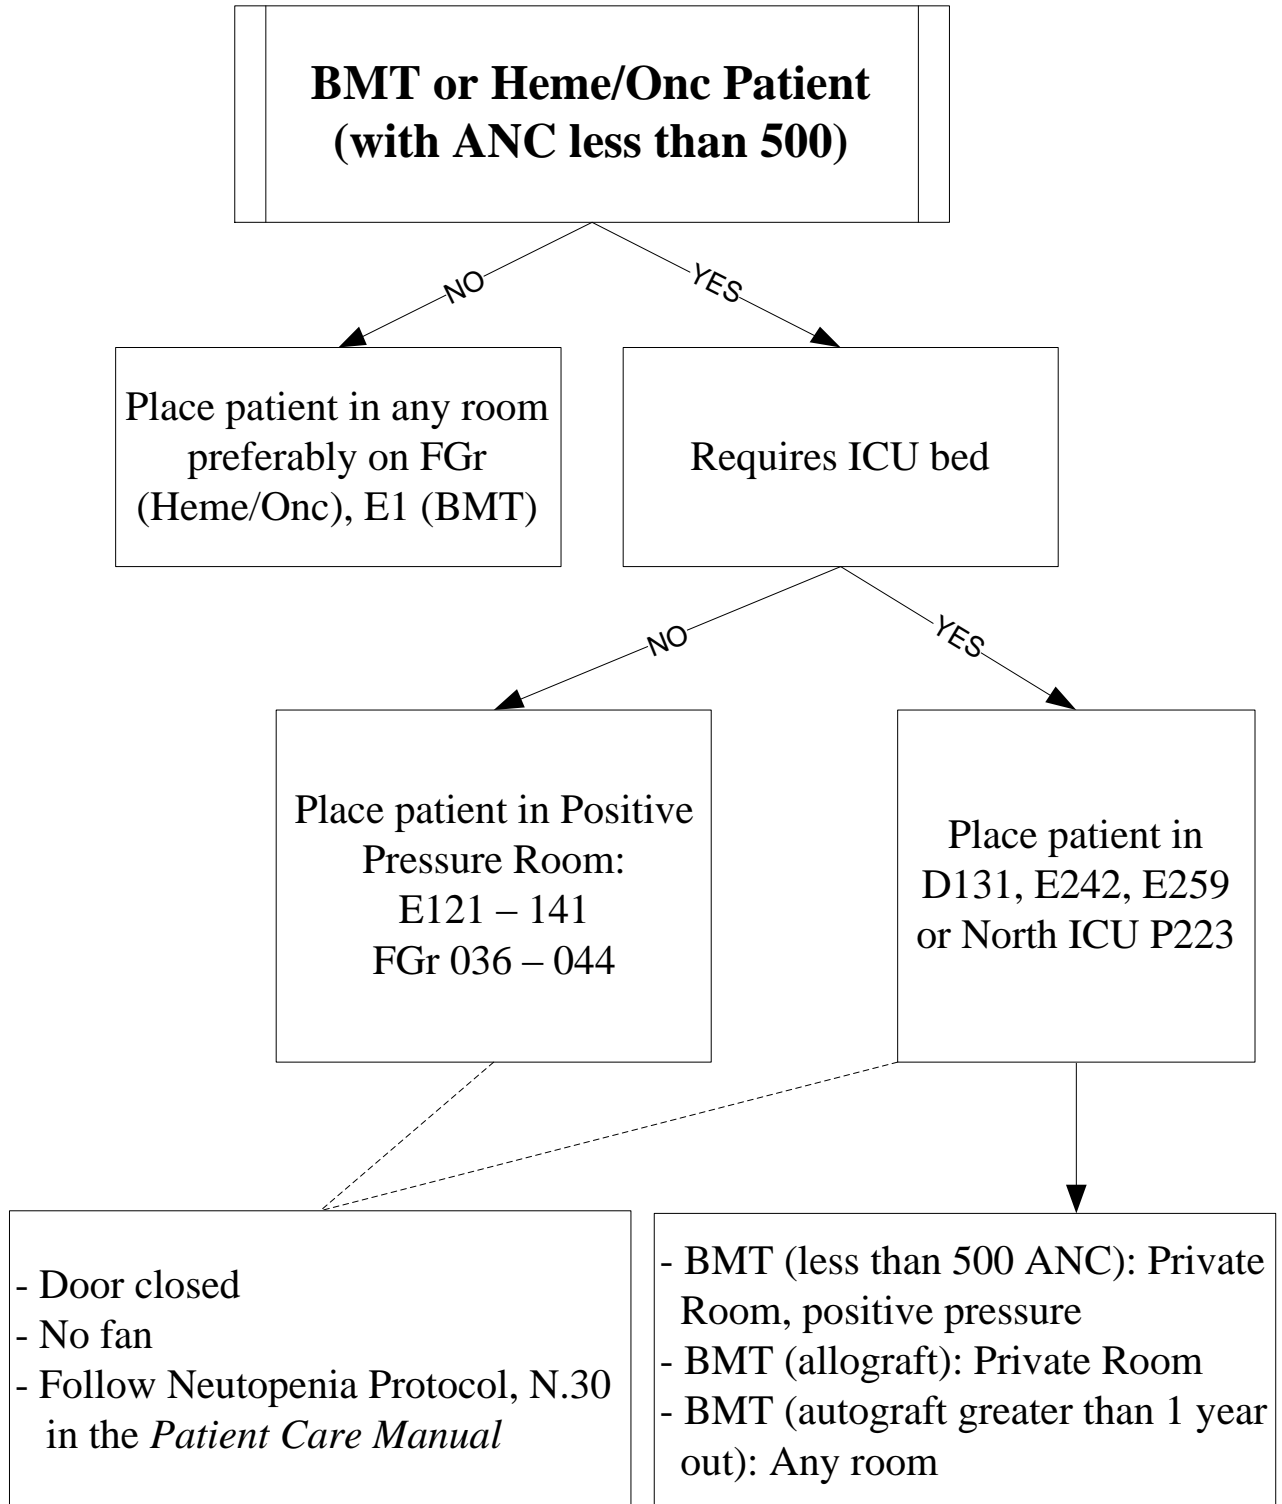 BMT or Heme/Onc Patient
(with ANC less than 500)
NO
YES
Place patient in any room
preferably on FGr
(Heme/Onc), E1 (BMT)
Requires ICU bed
NO
YES
Place patient in Positive
Pressure Room:
E121 – 141
FGr 036 – 044
Place patient in
D131, E242, E259
or North ICU P223
- Door closed
- No fan
- Follow Neutopenia Protocol, N.30
in the Patient Care Manual
- BMT (less than 500 ANC): Private
Room, positive pressure
- BMT (allograft): Private Room
- BMT (autograft greater than 1 year
out): Any room